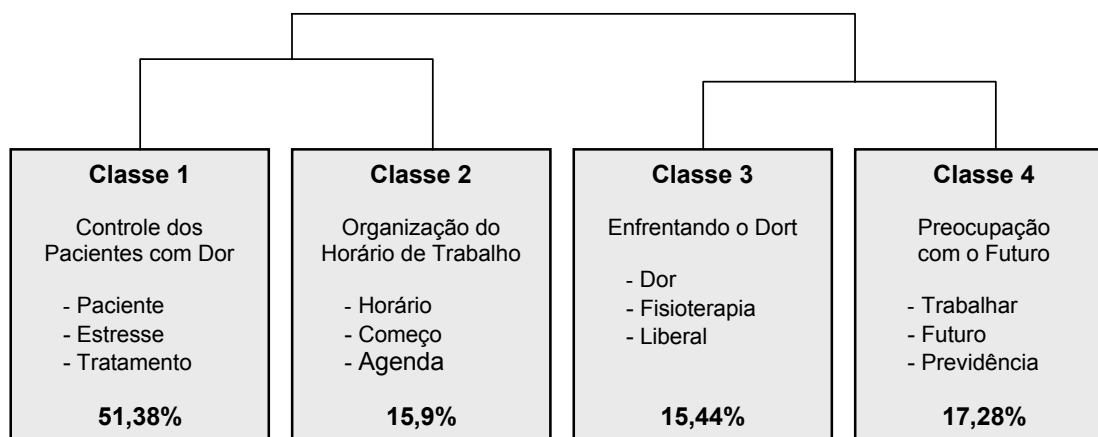 Classe 1
Controle dos
Pacientes com Dor
- Paciente
- Estresse
- Tratamento
51,38%
Classe 2
Organização do
Horário de Trabalho
- Horário
- Começo
- Agenda
15,9%
Classe 3
Enfrentando o Dort
- Dor
- Fisioterapia
- Liberal
15,44%
Classe 4
Preocupação
com o Futuro
- Trabalhar
- Futuro
- Previdência
17,28%